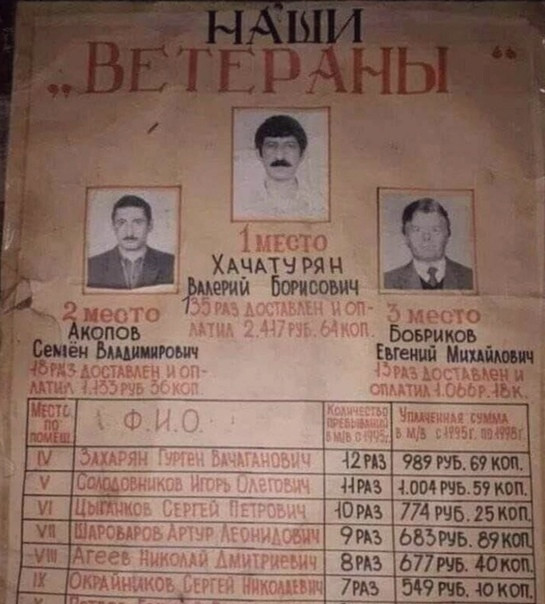 НАШИ
„ВЕТЕРАНЫ“
1 МЕСТО
ХАЧАТУРЯН
Валерий Борисович
135 РАЗ ДОСТАВЛЕН И ОП-
ЛАТИЛ 2.417 РУБ. 64 КОП.
2 место
Акопов
Семён Владимирович
18 РАЗ ДОСТАВЛЕН И ОП-
ЛАТИЛ 1.133 РУБ 36 КОП.
3 место
Бобриков
Евгений Михайлович
13 РАЗ ДОСТАВЛЕН и
ОПЛАТИЛ 1.066 Р. 18 К.
Место по помещ. Ф.И.О. Количество пребываний в м/в с 1995г. Уплаченная сумма в м/в с 1995г. по 1998г.
IV ЗАХАРЯН Гурген Вачаганович 12 РАЗ 989 РУБ. 69 КОП.
V Солодовников Игорь Олегович 11 РАЗ 1.004 РУБ. 59 КОП.
VI Цыганков Сергей Петрович 10 РАЗ 774 РУБ. 25 КОП.
VII Шароваров Артур Леонидович 9 РАЗ 683 РУБ. 89 КОП.
VIII Агеев Николай Дмитриевич 8 РАЗ 677 РУБ. 40 КОП.
IX Окрайников Сергей Николаевич 7 РАЗ 549 РУБ. 10 КОП.
X